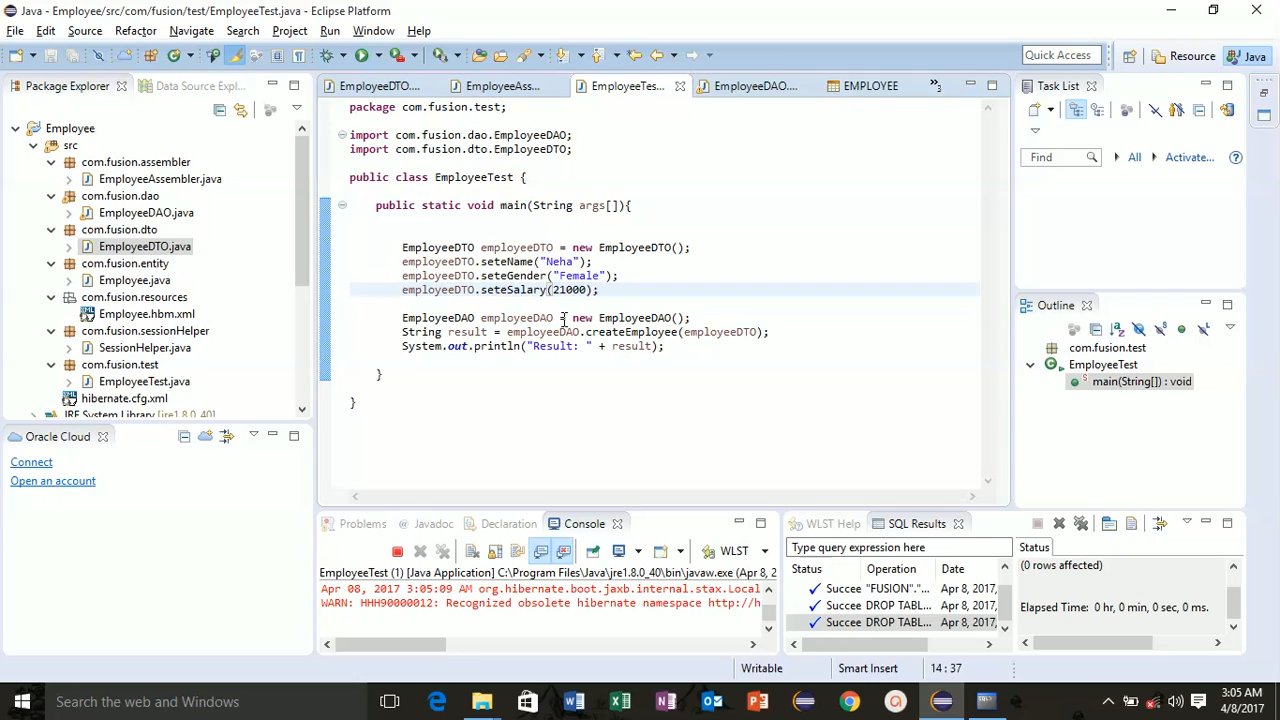 Java - Employee/src/com/fusion/test/EmployeeTest.java - Eclipse Platform
File Edit Source Refactor Navigate Search Project Run Window Help
Quick Access
Resource
Java
Package Explorer
Data Source Expl...
Employee
src
com.fusion.assembler
EmployeeAssembler.java
com.fusion.dao
EmployeeDAO.java
com.fusion.dto
EmployeeDTO.java
com.fusion.entity
Employee.java
com.fusion.resources
Employee.hbm.xml
com.fusion.sessionHelper
SessionHelper.java
com.fusion.test
EmployeeTest.java
hibernate.cfg.xml
JRE System Library [jre1.8.0_40]
Oracle Cloud
Connect
Open an account
EmployeeDTO....
EmployeeAss...
EmployeeTes...
EmployeeDAO....
EMPLOYEE
»3
package com.fusion.test;
import com.fusion.dao.EmployeeDAO;
import com.fusion.dto.EmployeeDTO;
public class EmployeeTest {
public static void main(String args[]){
EmployeeDTO employeeDTO = new EmployeeDTO();
employeeDTO.seteName("Neha");
employeeDTO.seteGender("Female");
employeeDTO.seteSalary(21000);
EmployeeDAO employeeDAO = new EmployeeDAO();
String result = employeeDAO.createEmployee(employeeDTO);
System.out.println("Result: " + result);
}
}
Task List
Find
All
Activate...
Outline
com.fusion.test
EmployeeTest
main(String[]) : void
Problems
Javadoc
Declaration
Console
WLST
EmployeeTest (1) [Java Application] C:\Program Files\Java\jre1.8.0_40\bin\javaw.exe (Apr 8, 2
Apr 08, 2017 3:05:09 AM org.hibernate.boot.jaxb.internal.stax.Local
WARN: HHH90000012: Recognized obsolete hibernate namespace http://h
WLST Help
SQL Results
Type query expression here
Status Operation Date
Succee "FUSION"."... Apr 8, 2017,
Succee DROP TABL... Apr 8, 2017,
Succee DROP TABL... Apr 8, 2017,
Status
(0 rows affected)
Elapsed Time: 0 hr, 0 min, 0 sec, 0 ms.
Writable
Smart Insert
14 : 37
Search the web and Windows
3:05 AM
4/8/2017